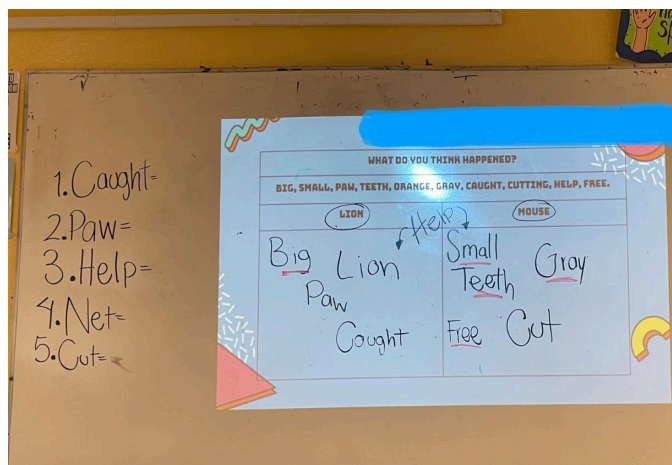 1.Caught=
2.Paw=
3.Help=
4.Net=
5.Cut=
WHAT DO YOU THINK HAPPENED?
BIG, SMALL, PAW, TEETH, ORANGE, GRAY, CAUGHT, CUTTING, HELP, FREE.
LION
MOUSE
Help
Big Lion
Paw
Caught
Small
Teeth Gray
Free Cut